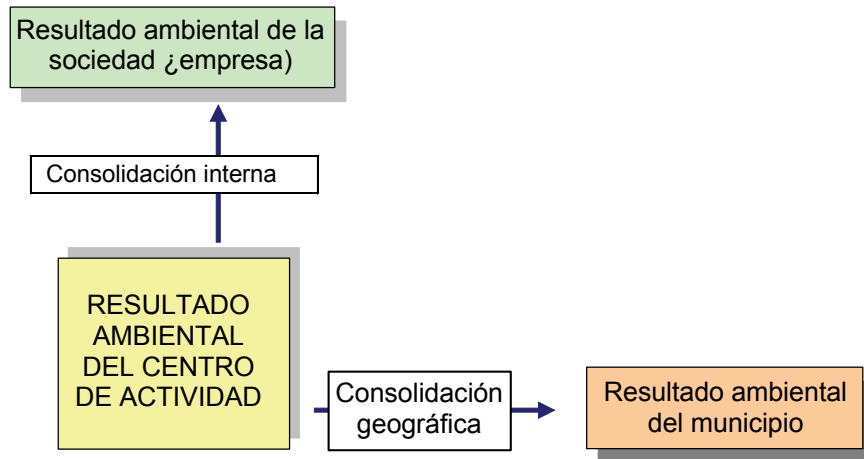 Resultado ambiental de la
sociedad ¿empresa)
Consolidación interna
RESULTADO
AMBIENTAL
DEL CENTRO
DE ACTIVIDAD
Consolidación
geográfica
Resultado ambiental
del municipio